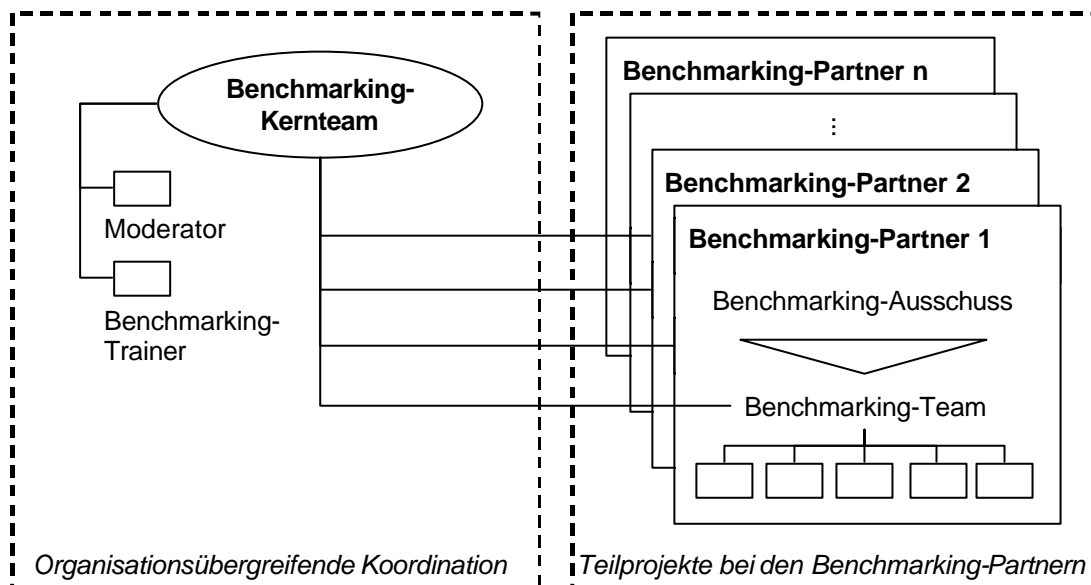 Benchmarking-
Kernteam
Moderator
Benchmarking-
Trainer
Organisationsübergreifende Koordination
Benchmarking-Partner n
...
Benchmarking-Partner 2
Benchmarking-Partner 1
Benchmarking-Ausschuss
Benchmarking-Team
Teilprojekte bei den Benchmarking-Partnern